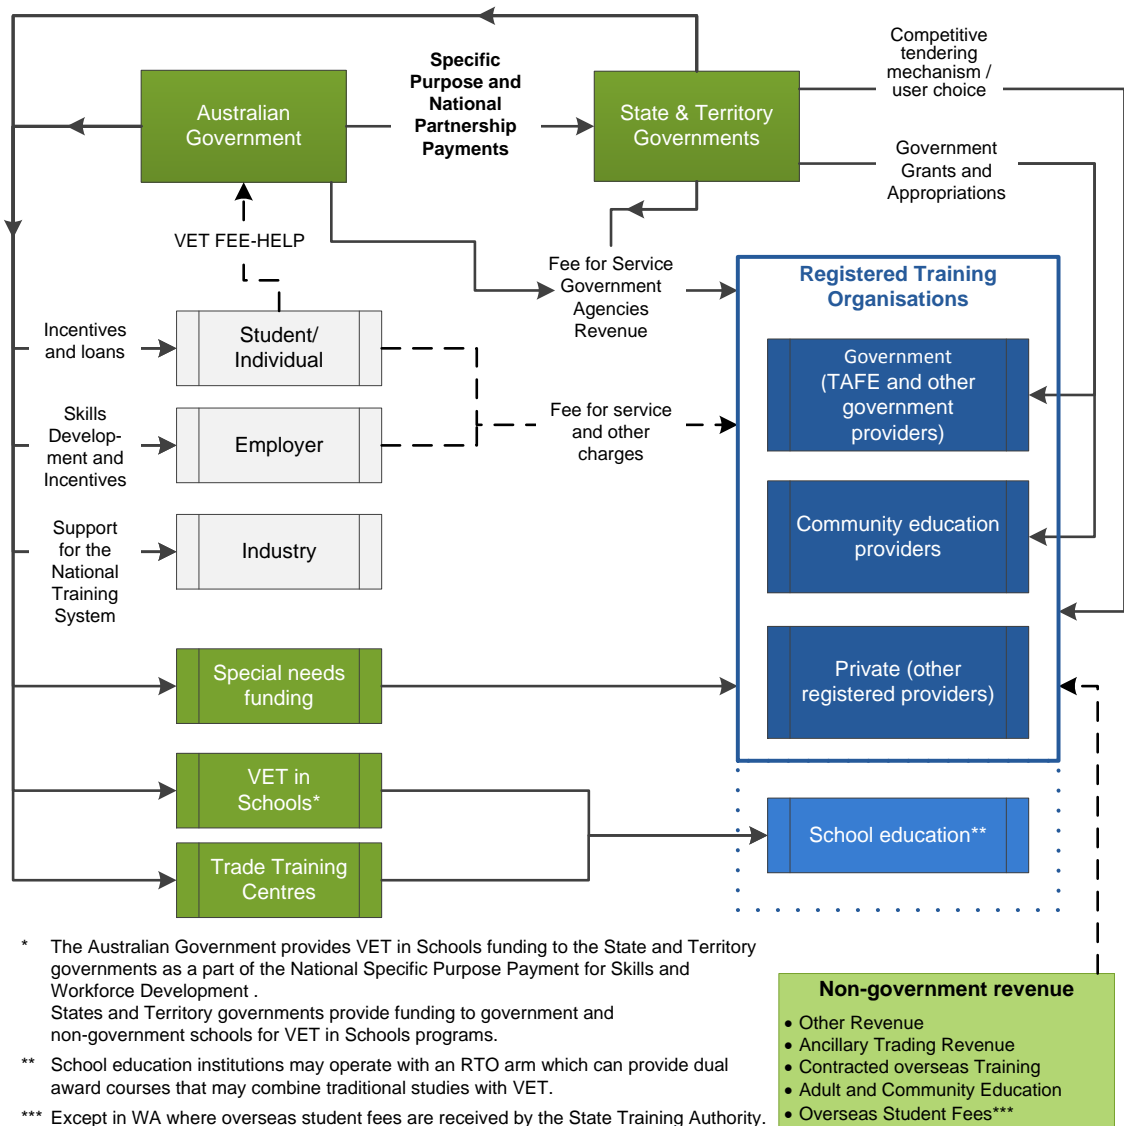 Competitive
tendering
mechanism /
user choice
Specific
Purpose and
National
Partnership
Payments
Australian
Government
State & Territory
Governments
Government
Grants and
Appropriations
VET FEE-HELP
Fee for Service
Government
Agencies
Revenue
Registered Training
Organisations
Incentives
and loans
Student/
Individual
Government
(TAFE and other
government
providers)
Skills
Develop-
ment and
Incentives
Employer
Fee for service
and other
charges
Support
for the
National
Training
System
Industry
Community education
providers
Special needs
funding
Private (other
registered providers)
VET in
Schools*
School education**
Trade Training
Centres
* The Australian Government provides VET in Schools funding to the State and Territory
governments as a part of the National Specific Purpose Payment for Skills and
Workforce Development .
States and Territory governments provide funding to government and
non-government schools for VET in Schools programs.
** School education institutions may operate with an RTO arm which can provide dual
award courses that may combine traditional studies with VET.
*** Except in WA where overseas student fees are received by the State Training Authority.
Non-government revenue
• Other Revenue
• Ancillary Trading Revenue
• Contracted overseas Training
• Adult and Community Education
• Overseas Student Fees***